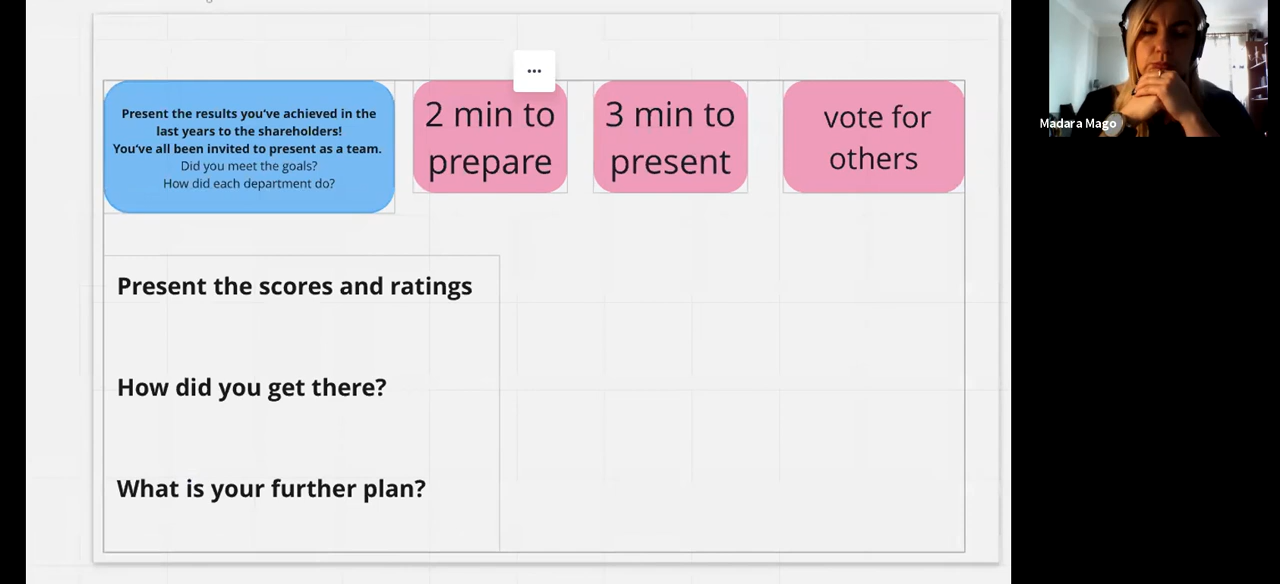 Present the results you've achieved in the
last years to the shareholders!
You've all been invited to present as a team.
Did you meet the goals?
How did each department do?
2 min to
prepare
3 min to
present
vote for
others
Present the scores and ratings
How did you get there?
What is your further plan?
Madara Mago